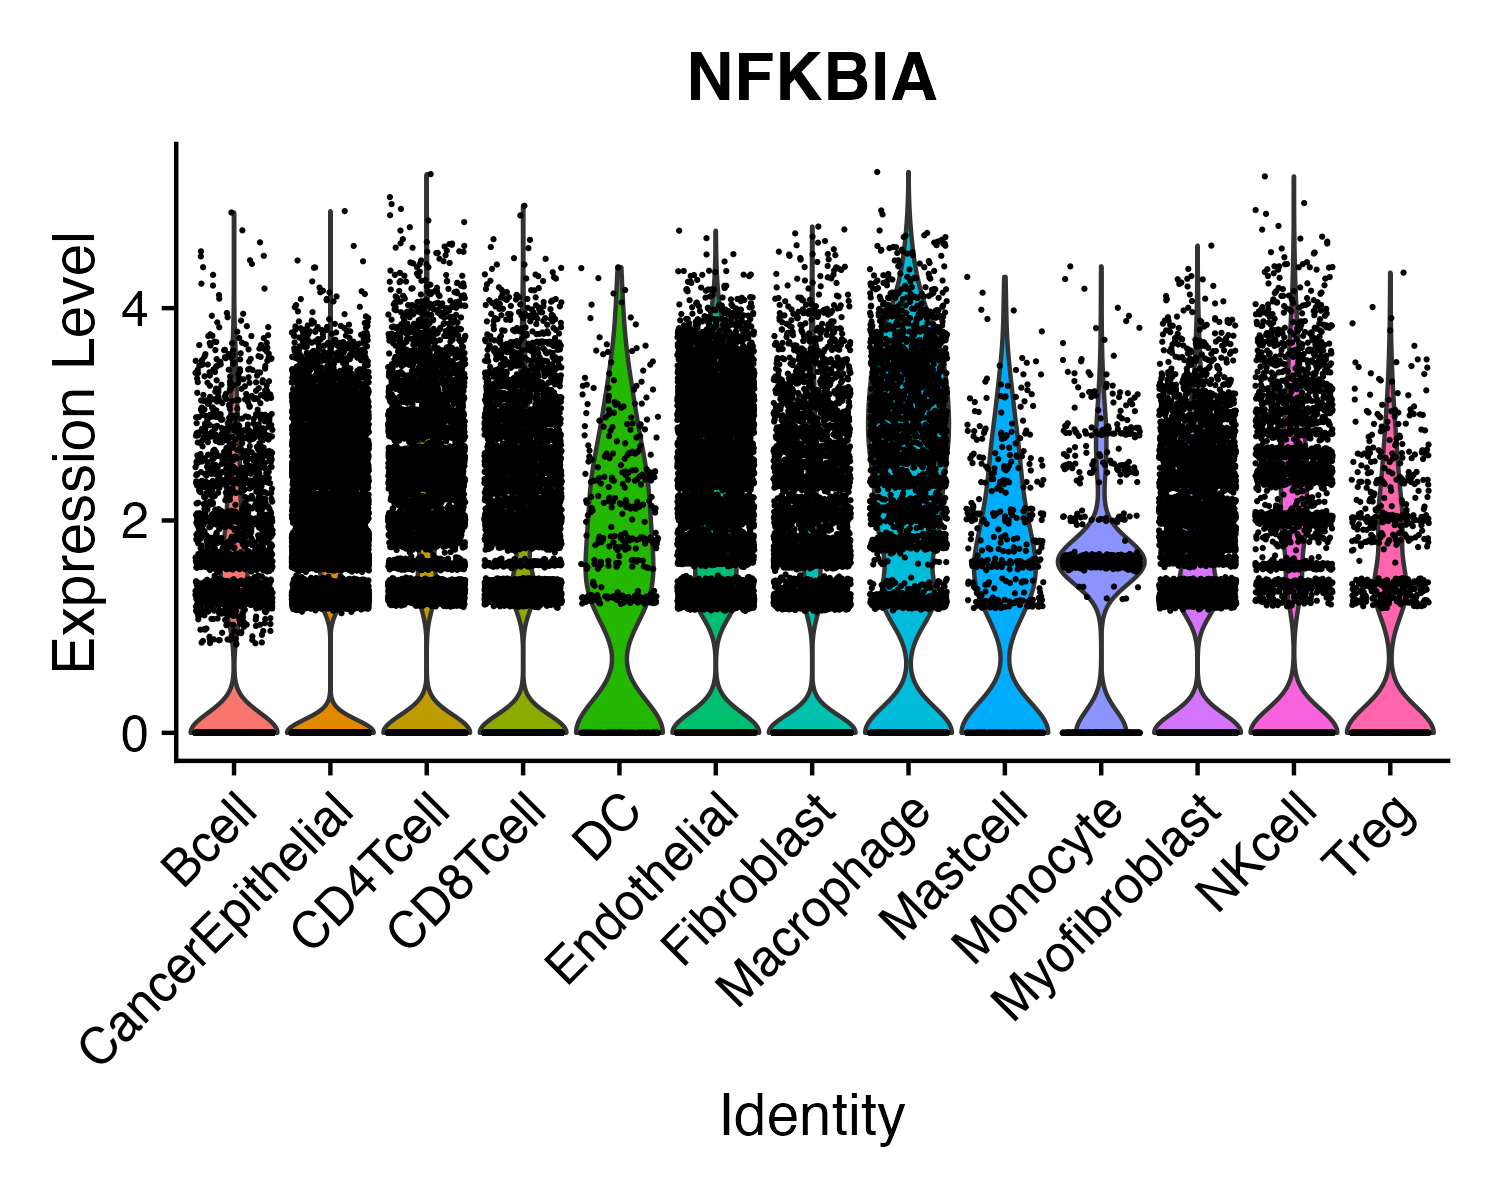 NFKBIA
Expression Level
4
2
0
Bcell
CancerEpithelial
CD4Tcell
CD8Tcell
DC
Endothelial
Fibroblast
Macrophage
Mastcell
Monocyte
Myofibroblast
NKcell
Treg
Identity